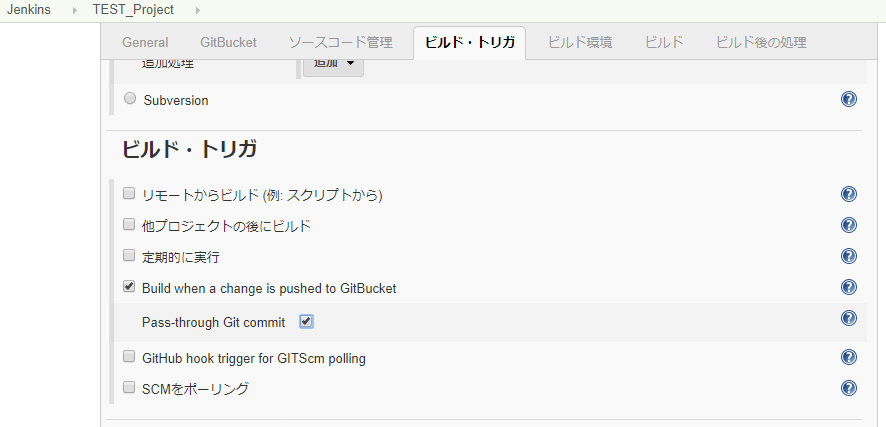 Jenkins TEST_Project
General GitBucket ソースコード管理 ビルド・トリガ ビルド環境 ビルド ビルド後の処理
追加処理 追加
Subversion
ビルド・トリガ
リモートからビルド (例: スクリプトから)
他プロジェクトの後にビルド
定期的に実行
Build when a change is pushed to GitBucket
Pass-through Git commit
GitHub hook trigger for GITScm polling
SCMをポーリング